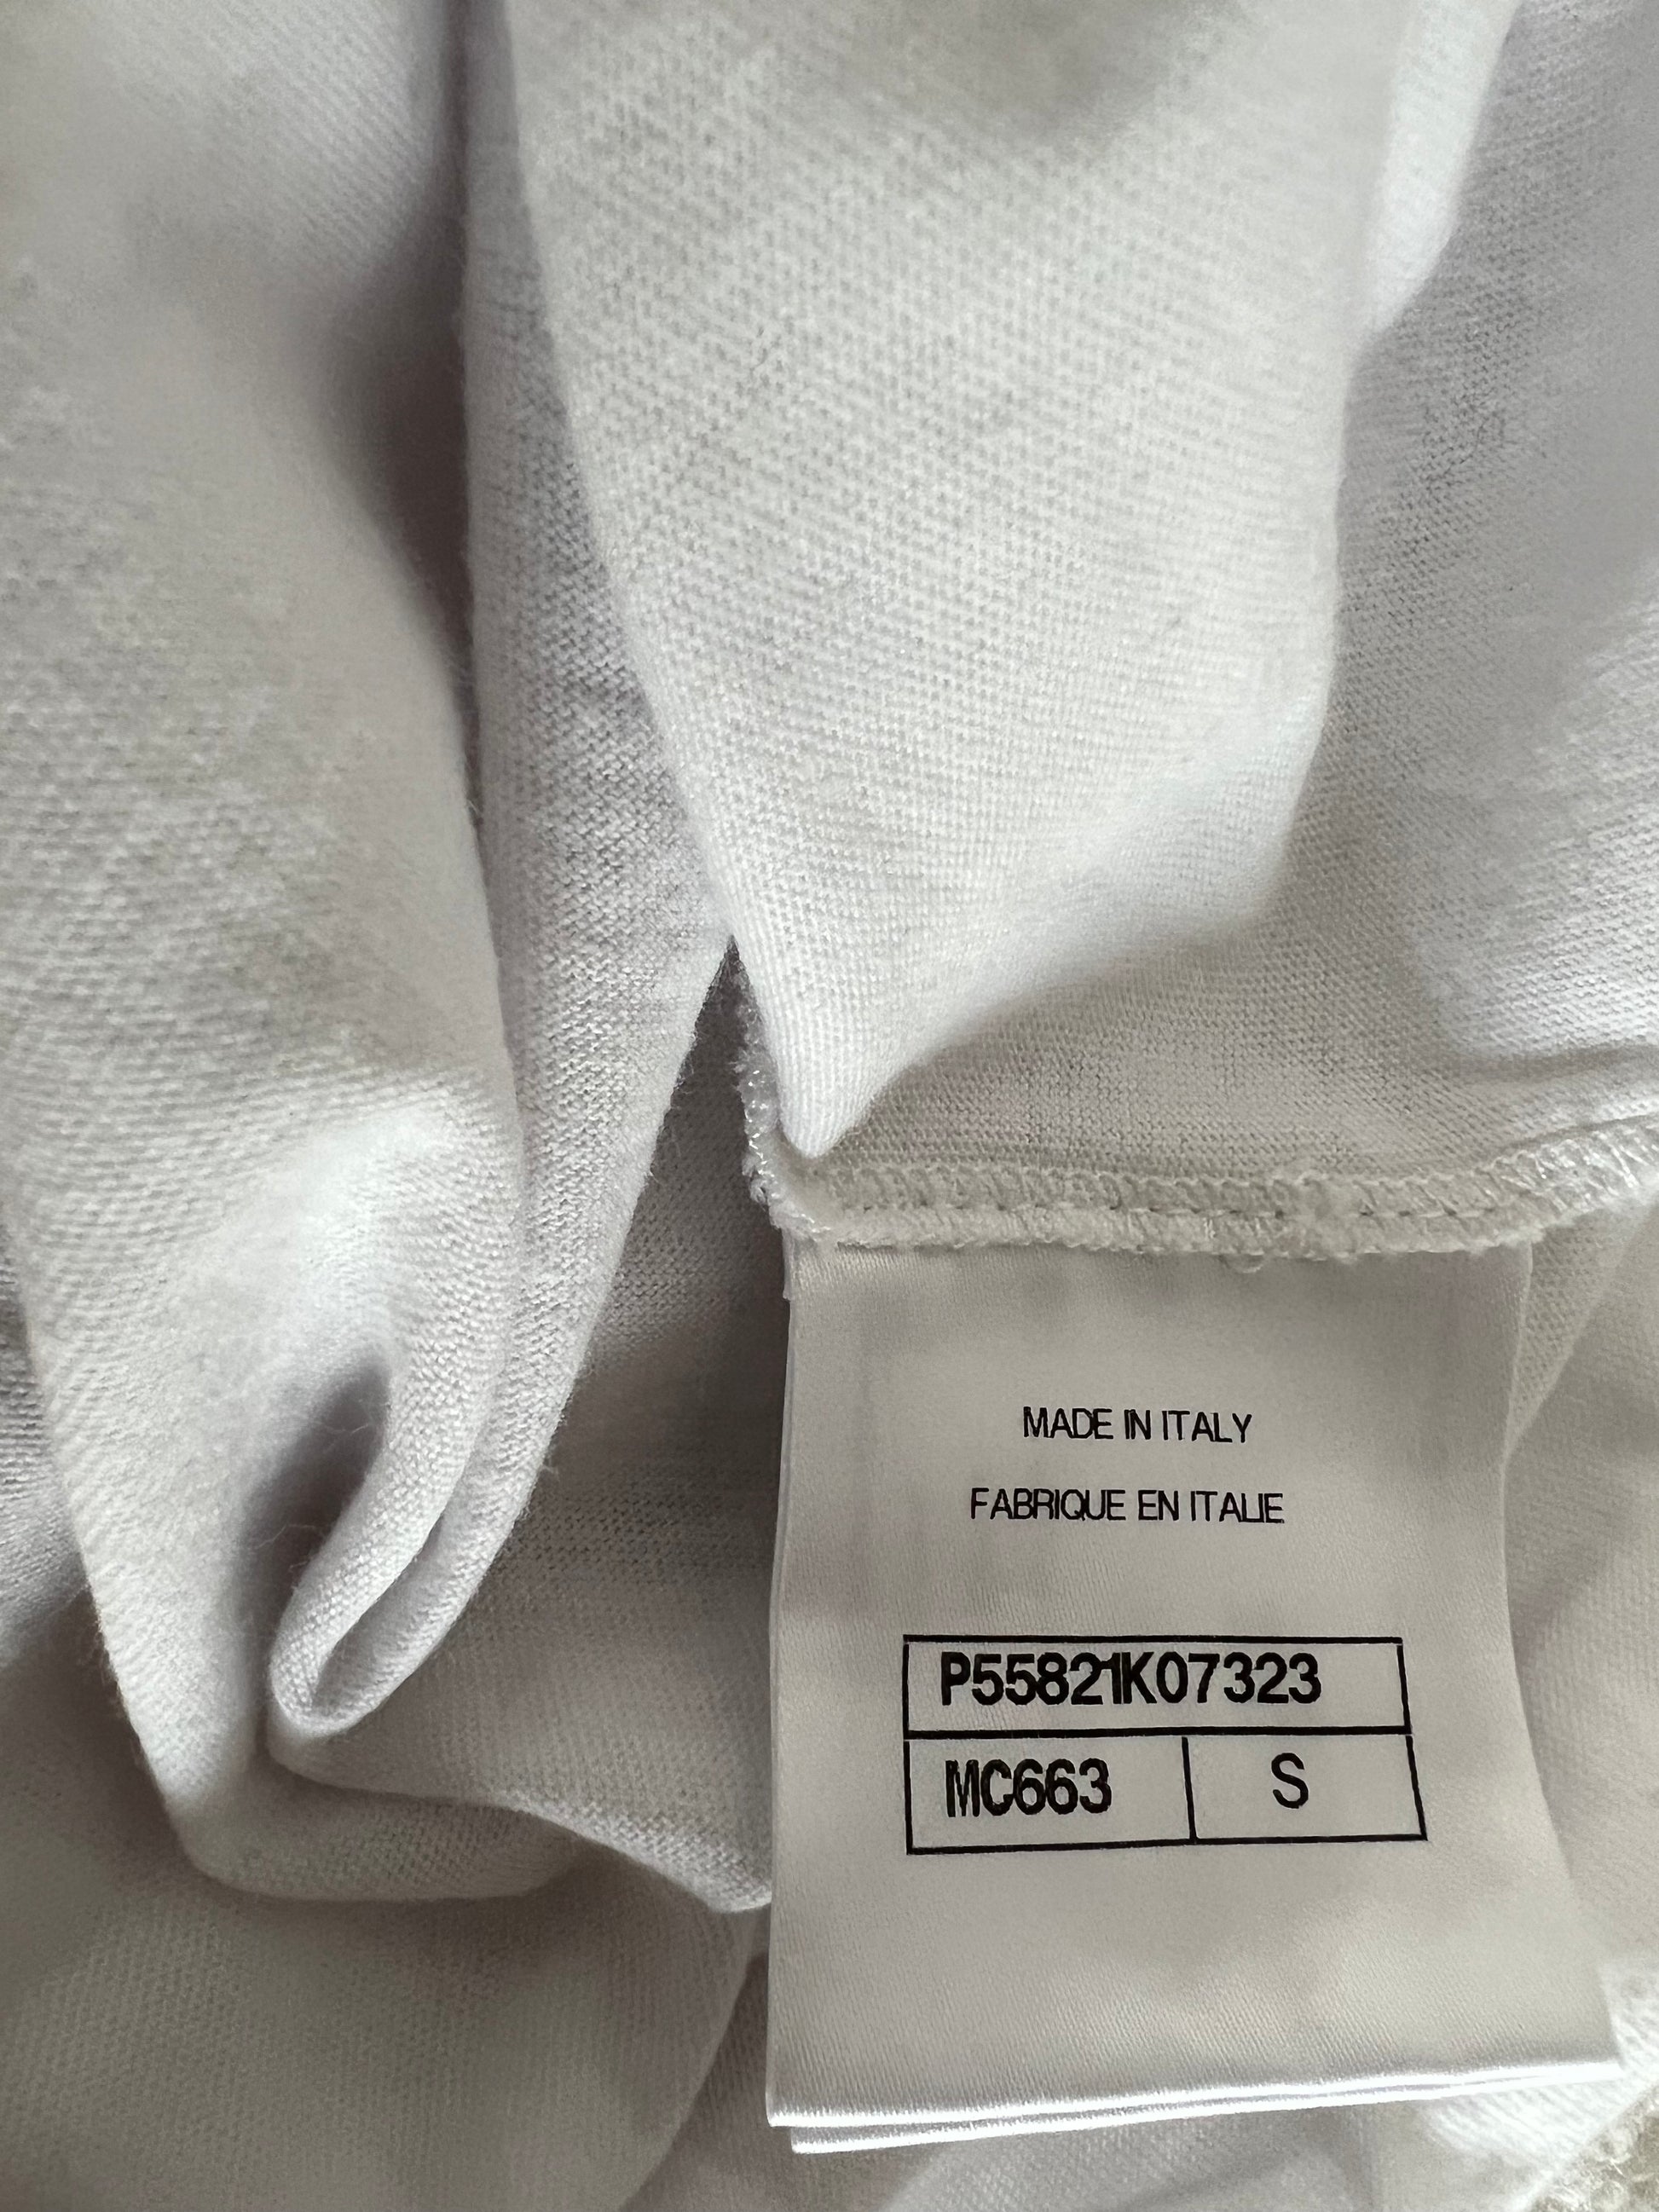 MADE IN ITALY
FABRIQUE EN ITALIE
P55821K07323
MC663 S